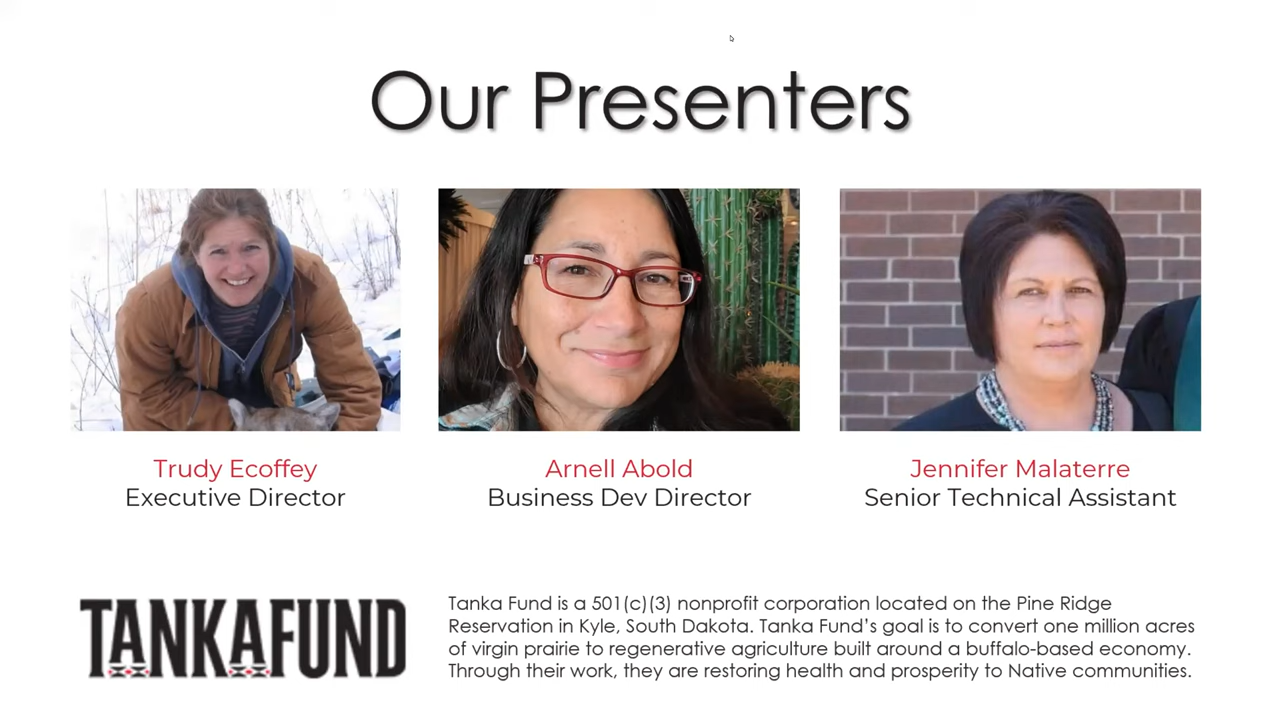 Our Presenters
Trudy Ecoffey
Executive Director
Arnell Abold
Business Dev Director
Jennifer Malaterre
Senior Technical Assistant
TANKAFUND
Tanka Fund is a 501(c)(3) nonprofit corporation located on the Pine Ridge
Reservation in Kyle, South Dakota. Tanka Fund’s goal is to convert one million acres
of virgin prairie to regenerative agriculture built around a buffalo-based economy.
Through their work, they are restoring health and prosperity to Native communities.